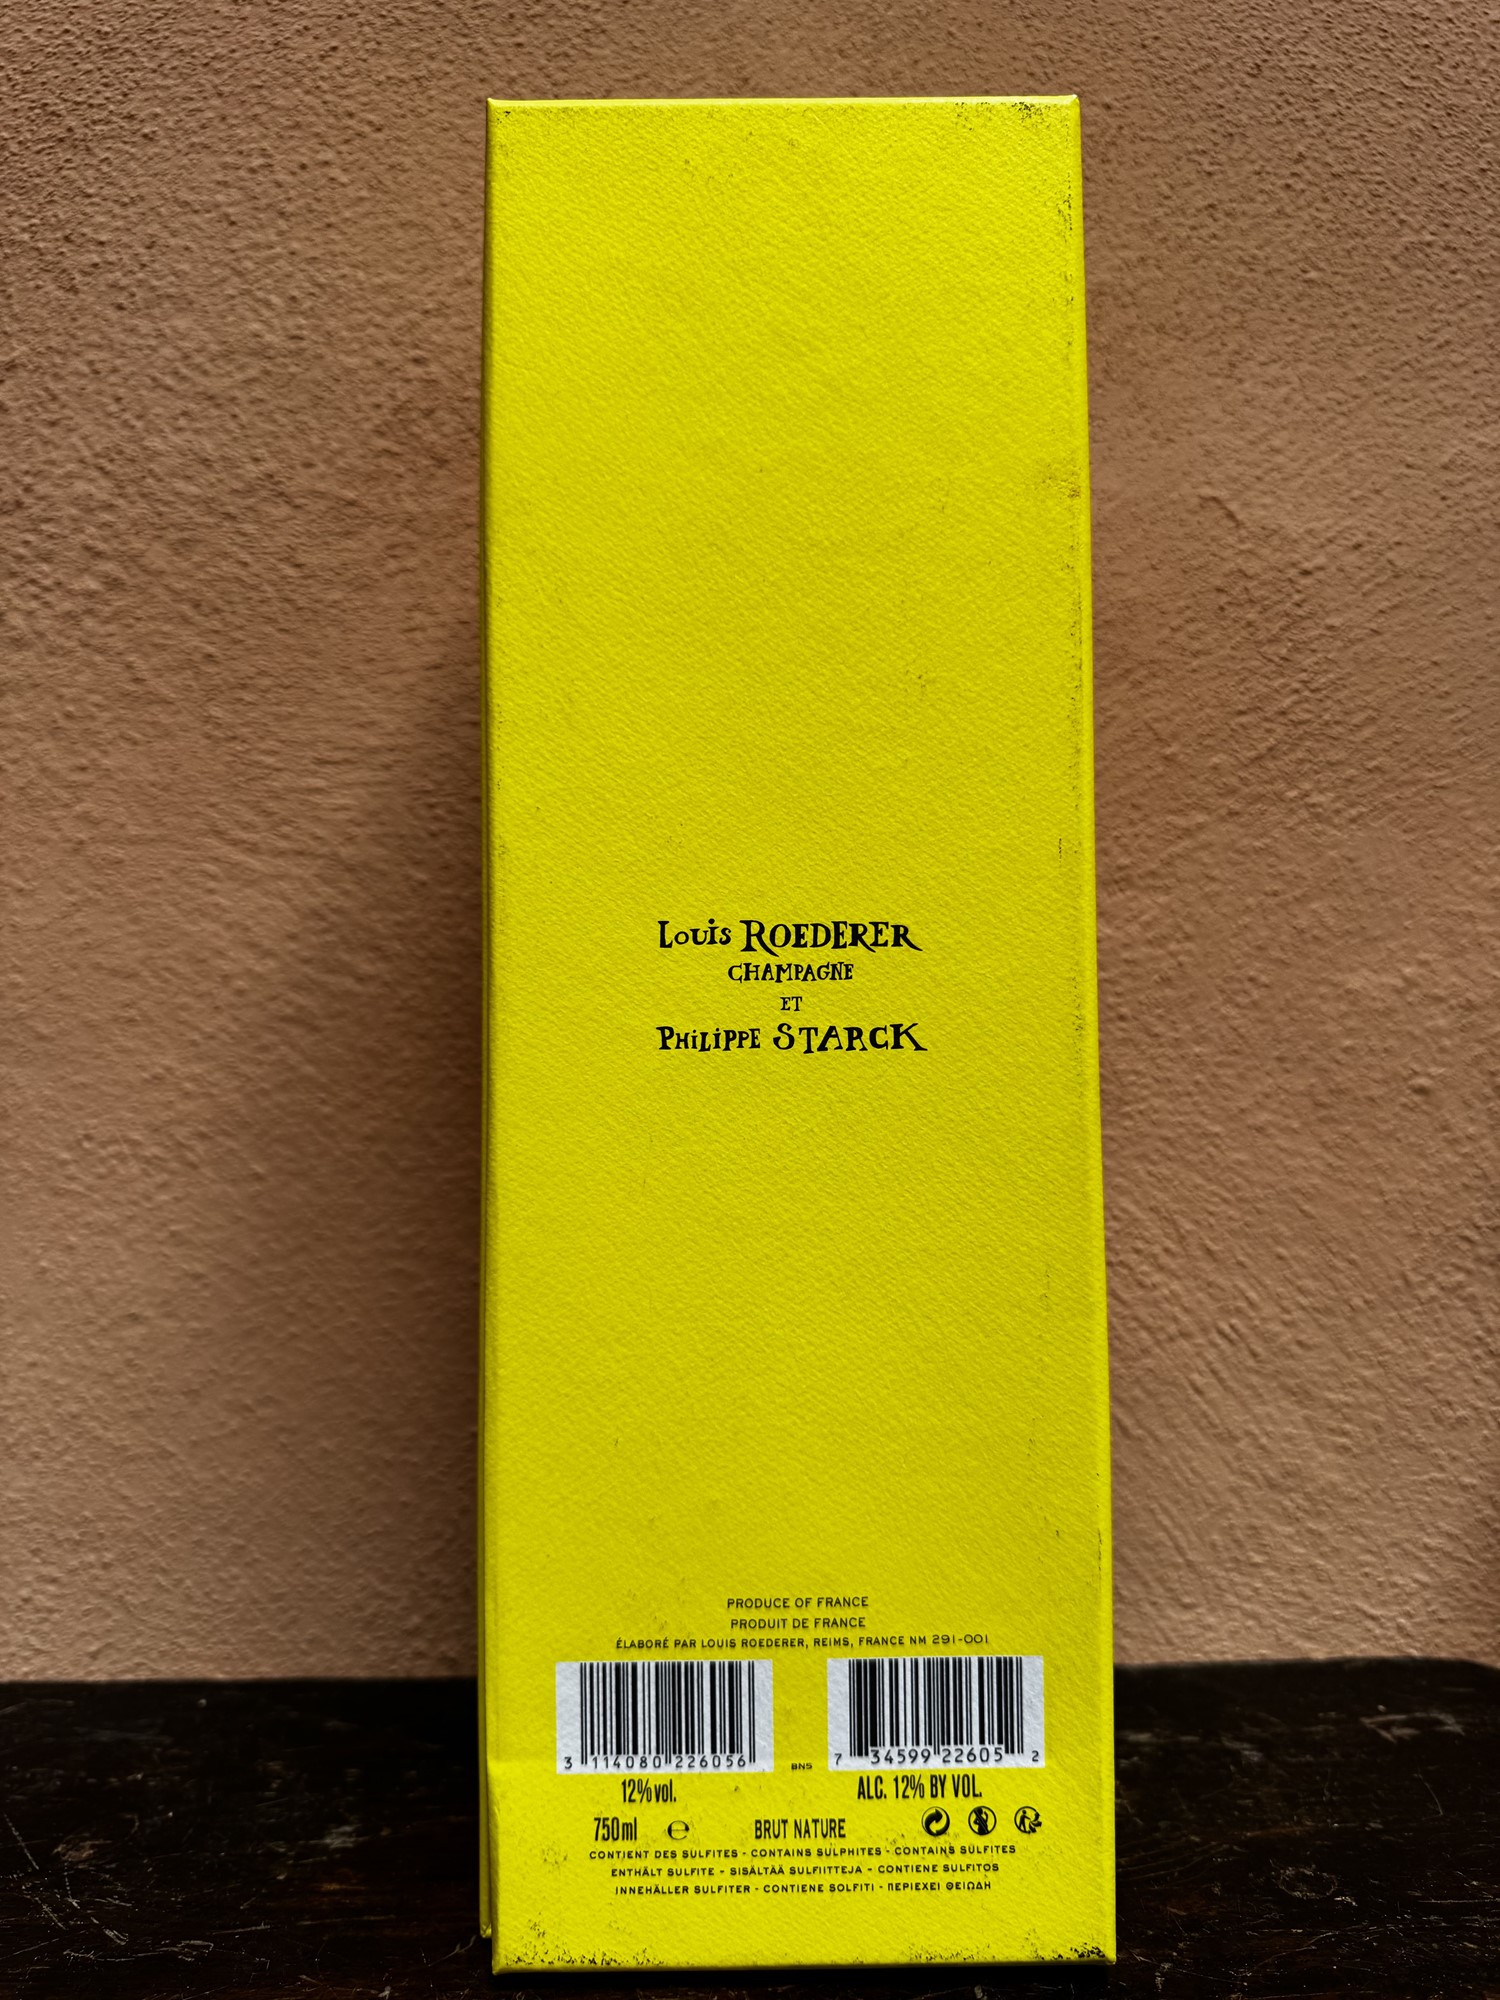 Louis ROEDERER
CHAMPAGNE
ET
PHiLiPPE STARCK
PRODUCE OF FRANCE
PRODUIT DE FRANCE
ÉLABORÉ PAR LOUIS ROEDERER, REIMS, FRANCE NM 291-001
3 114080 226056
BNS
7 34599 22605 2
12%vol.
ALC. 12% BY VOL.
750ml ℮ BRUT NATURE
CONTIENT DES SULFITES - CONTAINS SULPHITES - CONTAINS SULFITES
ENTHÄLT SULFITE - SISÄLTÄÄ SULFIITTEJA - CONTIENE SULFITOS
INNEHÅLLER SULFITER - CONTIENE SOLFITI - ΠΕΡΙΕΧΕΙ ΘΕΙΩΔΗ